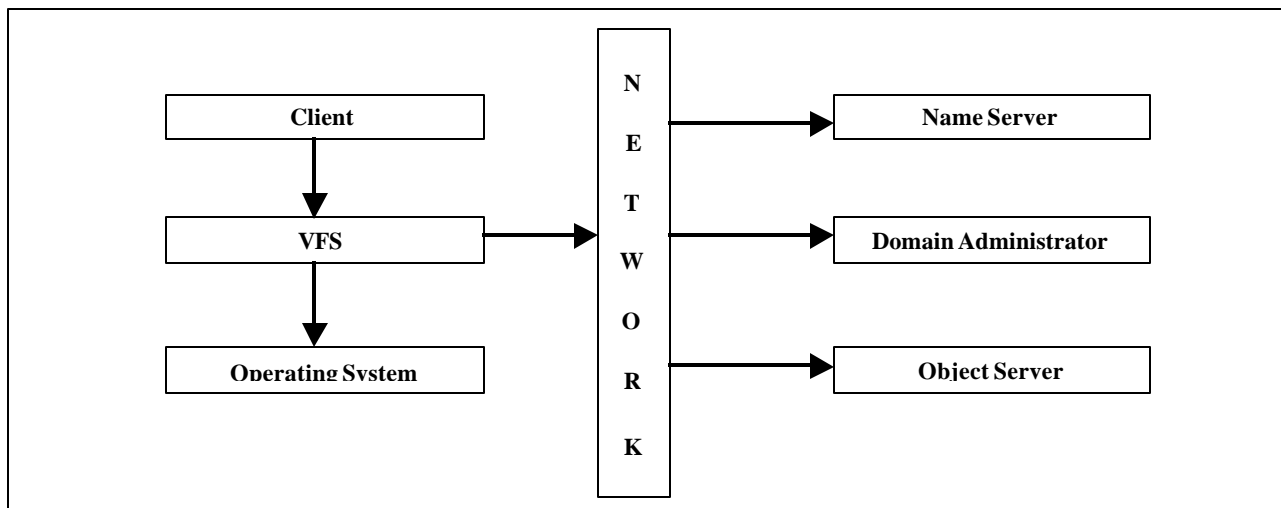 Client
VFS
Operating System
N
E
T
W
O
R
K
Name Server
Domain Administrator
Object Server